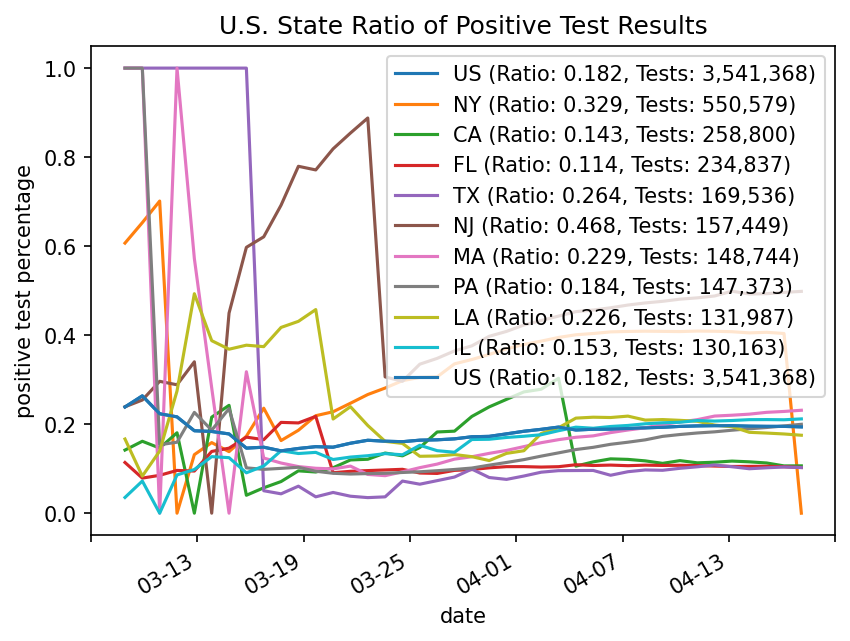 U.S. State Ratio of Positive Test Results
1.0
0.8
0.6
0.4
0.2
0.0
positive test percentage
US (Ratio: 0.182, Tests: 3,541,368)
NY (Ratio: 0.329, Tests: 550,579)
CA (Ratio: 0.143, Tests: 258,800)
FL (Ratio: 0.114, Tests: 234,837)
TX (Ratio: 0.264, Tests: 169,536)
NJ (Ratio: 0.468, Tests: 157,449)
MA (Ratio: 0.229, Tests: 148,744)
PA (Ratio: 0.184, Tests: 147,373)
LA (Ratio: 0.226, Tests: 131,987)
IL (Ratio: 0.153, Tests: 130,163)
US (Ratio: 0.182, Tests: 3,541,368)
03-13
03-19
03-25
04-01
04-07
04-13
date